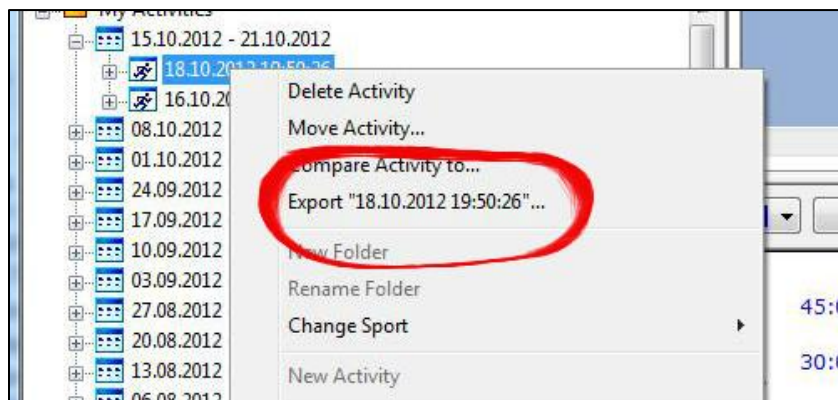 My Activities
15.10.2012 - 21.10.2012
18.10.2012 19:50:26
16.10.20
08.10.2012
01.10.2012
24.09.2012
17.09.2012
10.09.2012
03.09.2012
27.08.2012
20.08.2012
13.08.2012
06.08.2012
Delete Activity
Move Activity...
Compare Activity to...
Export "18.10.2012 19:50:26"...
New Folder
Rename Folder
Change Sport
New Activity
45:0
30:0